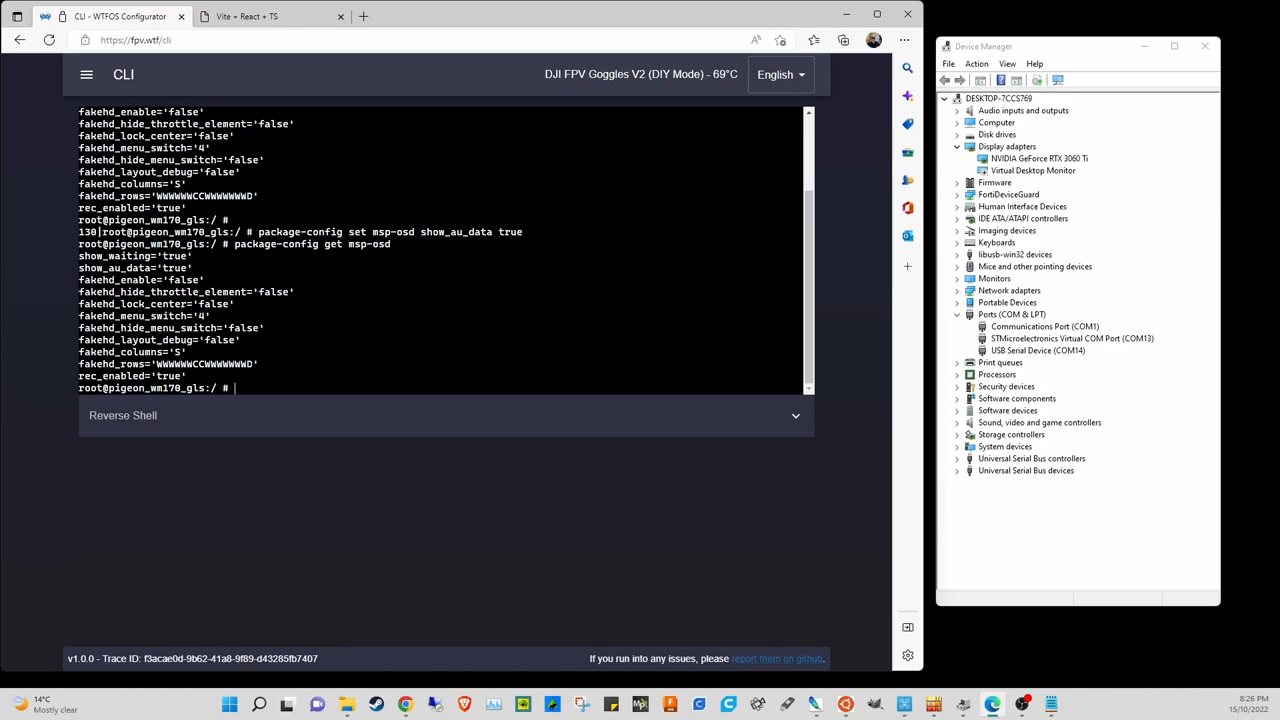 CLI - WTFOS Configurator
Vite + React + TS
https://fpv.wtf/cli
CLI
DJI FPV Goggles V2 (DIY Mode) - 69°C
English
fakehd_enable='false'
fakehd_hide_throttle_element='false'
fakehd_lock_center='false'
fakehd_menu_switch='4'
fakehd_hide_menu_switch='false'
fakehd_layout_debug='false'
fakehd_columns='S'
fakehd_rows='WWWWWWCCWWWWWWWD'
rec_enabled='true'
root@pigeon_wm170_gls:/ #
130|root@pigeon_wm170_gls:/ # package-config set msp-osd show_au_data true
root@pigeon_wm170_gls:/ # package-config get msp-osd
show_waiting='true'
show_au_data='true'
fakehd_enable='false'
fakehd_hide_throttle_element='false'
fakehd_lock_center='false'
fakehd_menu_switch='4'
fakehd_hide_menu_switch='false'
fakehd_layout_debug='false'
fakehd_columns='S'
fakehd_rows='WWWWWWCCWWWWWWWD'
rec_enabled='true'
root@pigeon_wm170_gls:/ #
Reverse Shell
v1.0.0 - Trace ID: f3acae0d-9b62-41a8-9f89-d43285fb7407
If you run into any issues, please report them on github.
Device Manager
File Action View Help
DESKTOP-7CCS769
Audio inputs and outputs
Computer
Disk drives
Display adapters
NVIDIA GeForce RTX 3060 Ti
Virtual Desktop Monitor
Firmware
FortiDeviceGuard
Human Interface Devices
IDE ATA/ATAPI controllers
Imaging devices
Keyboards
libusb-win32 devices
Mice and other pointing devices
Monitors
Network adapters
Portable Devices
Ports (COM & LPT)
Communications Port (COM1)
STMicroelectronics Virtual COM Port (COM13)
USB Serial Device (COM14)
Print queues
Processors
Security devices
Software components
Software devices
Sound, video and game controllers
Storage controllers
System devices
Universal Serial Bus controllers
Universal Serial Bus devices
14°C
Mostly clear
8:26 PM
15/10/2022